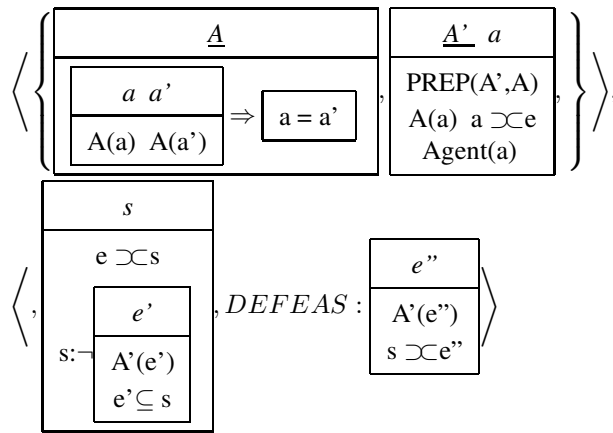 ⟨{ A , A' a , }⟩,
a a' PREP(A',A)
A(a) A(a') ⇒ a = a' A(a) a ⊃⊂e
Agent(a)
s
e ⊃⊂s e''
⟨, e' , DEFEAS : A'(e'') ⟩
s:¬ A'(e') s ⊃⊂e''
e'⊆ s